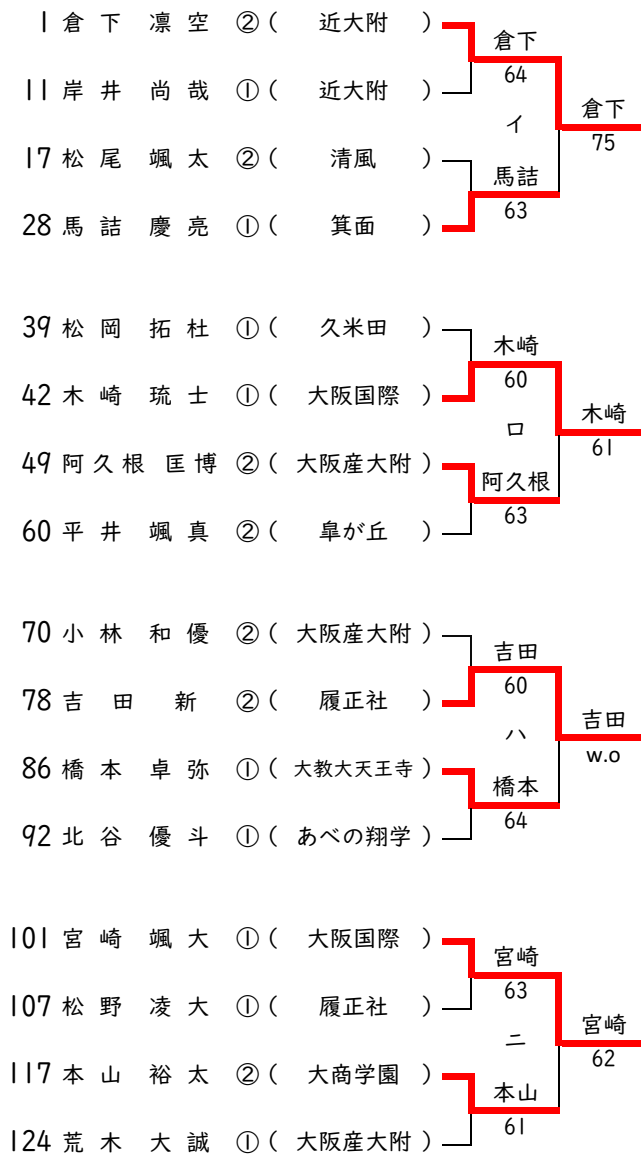 1 倉下 凛空 ② ( 近大附 )
倉下
64
11 岸井 尚哉 ① ( 近大附 )
イ
倉下
75
17 松尾 颯太 ② ( 清風 )
馬詰
63
28 馬詰 慶亮 ① ( 箕面 )
39 松岡 拓杜 ① ( 久米田 )
木崎
60
42 木崎 琉士 ① ( 大阪国際 )
ロ
木崎
61
49 阿久根 匡博 ② ( 大阪産大附 )
阿久根
63
60 平井 颯真 ② ( 皐が丘 )
70 小林 和優 ② ( 大阪産大附 )
吉田
60
78 吉田 新 ② ( 履正社 )
ハ
吉田
w.o
86 橋本 卓弥 ① ( 大教大天王寺 )
橋本
64
92 北谷 優斗 ① ( あべの翔学 )
101 宮崎 颯大 ① ( 大阪国際 )
宮崎
63
107 松野 凌大 ① ( 履正社 )
ニ
宮崎
62
117 本山 裕太 ② ( 大商学園 )
本山
61
124 荒木 大誠 ① ( 大阪産大附 )